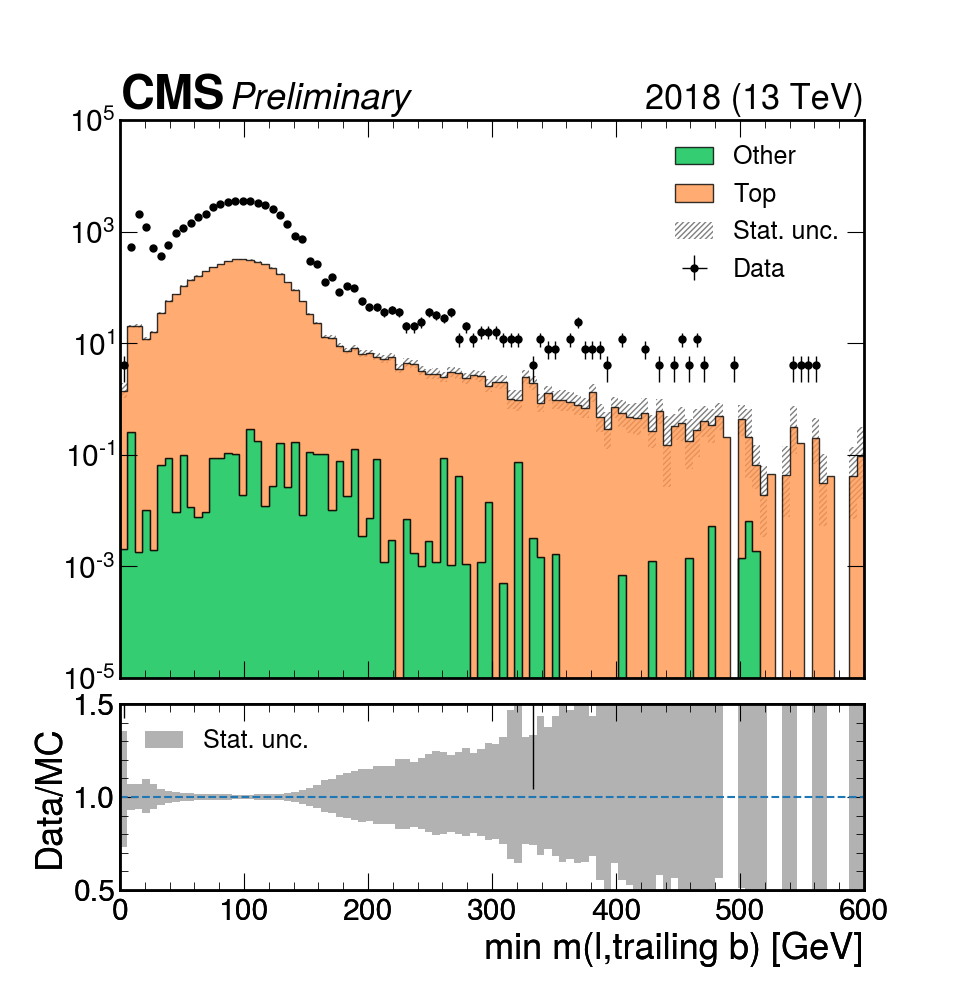 CMS Preliminary 2018 (13 TeV)
10^5
10^3
10^1
10^-1
10^-3
10^-5
Other
Top
Stat. unc.
Data
1.5
1.0
0.5
Data/MC
Stat. unc.
0 100 200 300 400 500 600
min m(l,trailing b) [GeV]